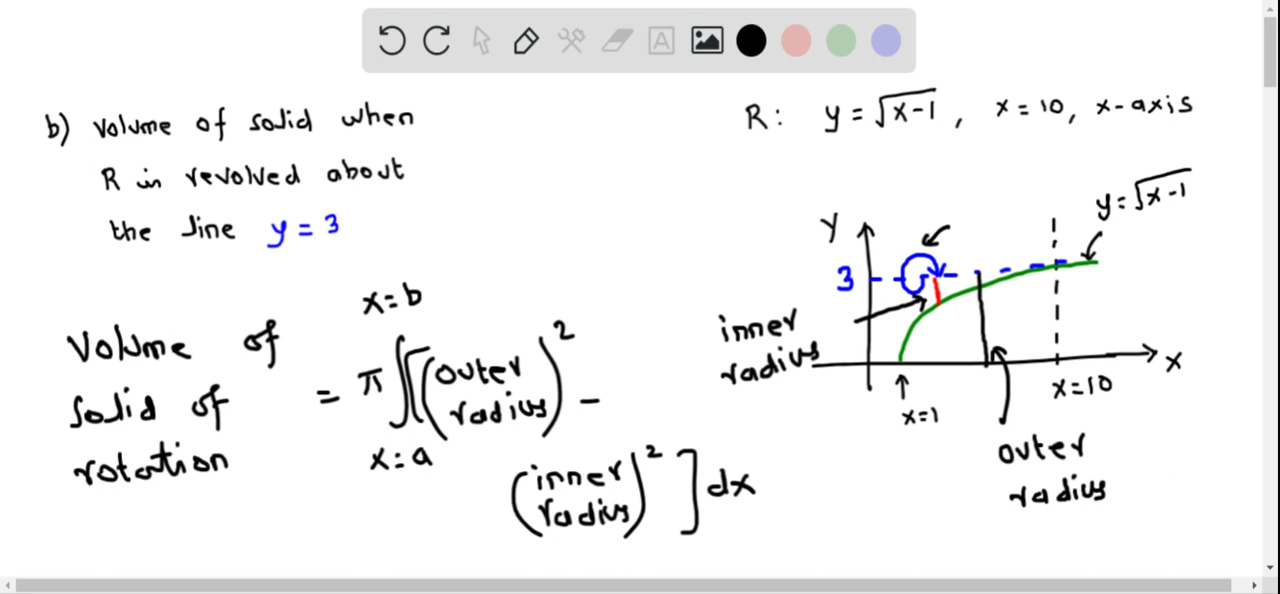 A
b) Volume of solid when
R in revolved about
the line y = 3
R: y = √x-1, x = 10, x-axis
Volume of
solid of
rotation
= π ∫ [ (outer radius)² -
x=b
x=a
(inner radius)² ] dx
Y
3
y = √x-1
inner
radius
x=1
x=10
X
outer
radius